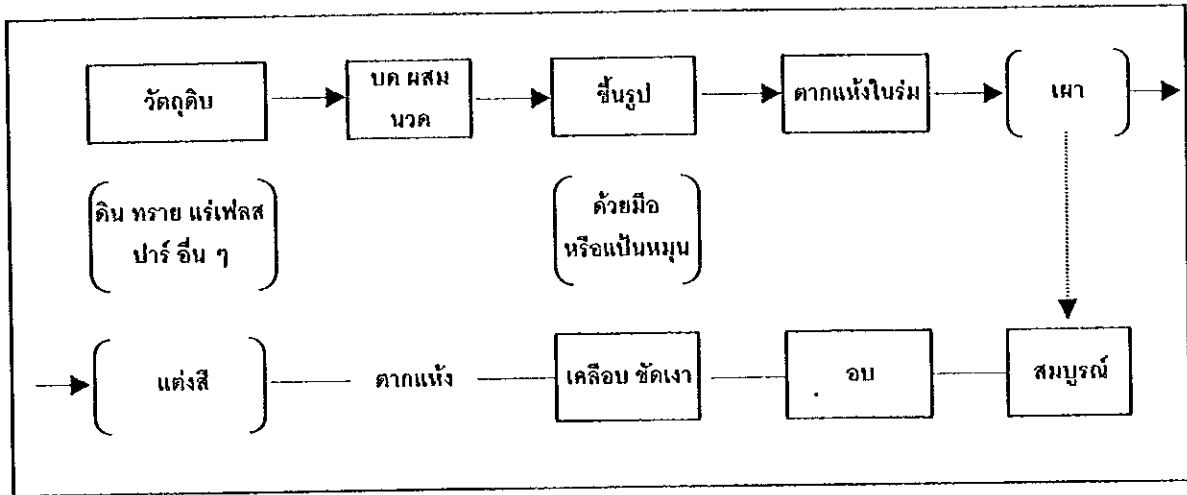 วัตถุดิบ
บด ผสม
นวด
ขึ้นรูป
ตากแห้งในร่ม
เผา
ดิน ทราย แร่เฟลส
ปาร์ อื่น ๆ
ด้วยมือ
หรือแป้นหมุน
แต่งสี
ตากแห้ง
เคลือบ ขัดเงา
อบ
สมบูรณ์